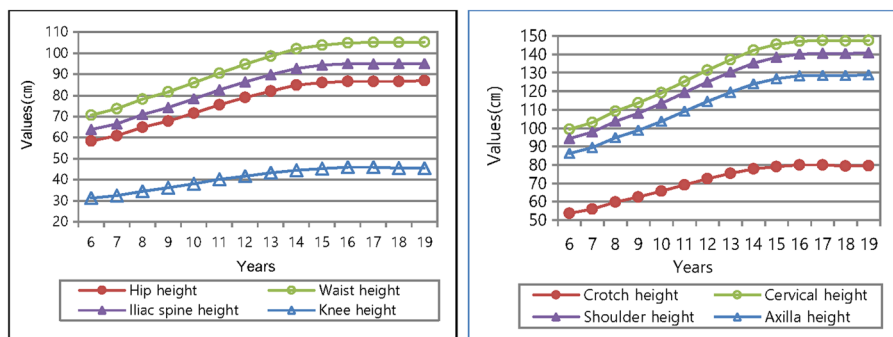 110
100
90
80
70
60
50
40
30
20
Values(㎝)
6 7 8 9 10 11 12 13 14 15 16 17 18 19
Years
Hip height Waist height
Iliac spine height Knee height
150
140
130
120
110
100
90
80
70
60
50
Values(㎝)
6 7 8 9 10 11 12 13 14 15 16 17 18 19
Years
Crotch height Cervical height
Shoulder height Axilla height